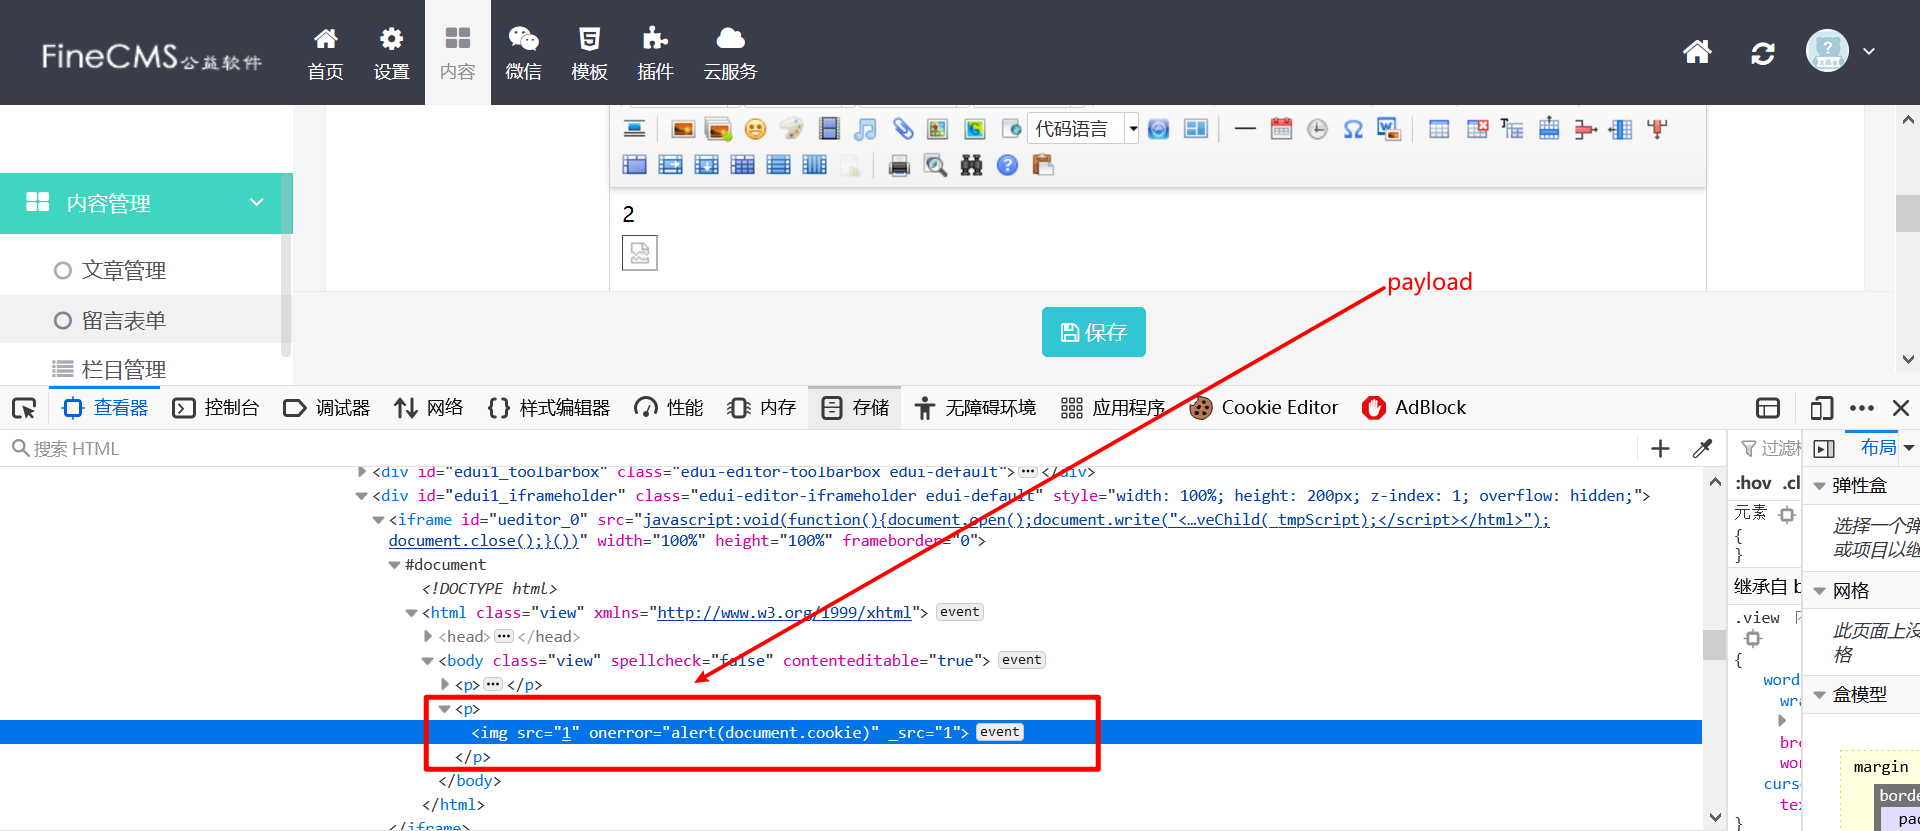 FineCMS公益软件
首页
设置
内容
微信
模板
插件
云服务
代码语言
内容管理
文章管理
留言表单
栏目管理
2
payload
保存
查看器
控制台
调试器
网络
样式编辑器
性能
内存
存储
无障碍环境
应用程序
Cookie Editor
AdBlock
搜索 HTML
过滤
:hov .cl
布局
<div id="edui1_toolbarbox" class="edui-editor-toolbarbox edui-default">···</div>
<div id="edui1_iframeholder" class="edui-editor-iframeholder edui-default" style="width: 100%; height: 200px; z-index: 1; overflow: hidden;">
<iframe id="ueditor_0" src="javascript:void(function(){document.open();document.write("<…veChild(_tmpScript);</script></html>");
document.close();}())" width="100%" height="100%" frameborder="0">
#document
<!DOCTYPE html>
<html class="view" xmlns="http://www.w3.org/1999/xhtml"> event
<head>···</head>
<body class="view" spellcheck="false" contenteditable="true"> event
<p>···</p>
<p>
<img src="1" onerror="alert(document.cookie)" _src="1"> event
</p>
</body>
</html>
</iframe>
元素
{
}
继承自 b
.view
{
word
wra
bre
wor
curs
tex
}
弹性盒
选择一个弹
或项目以继
网格
此页面上没
格
盒模型
margin
borde
pad